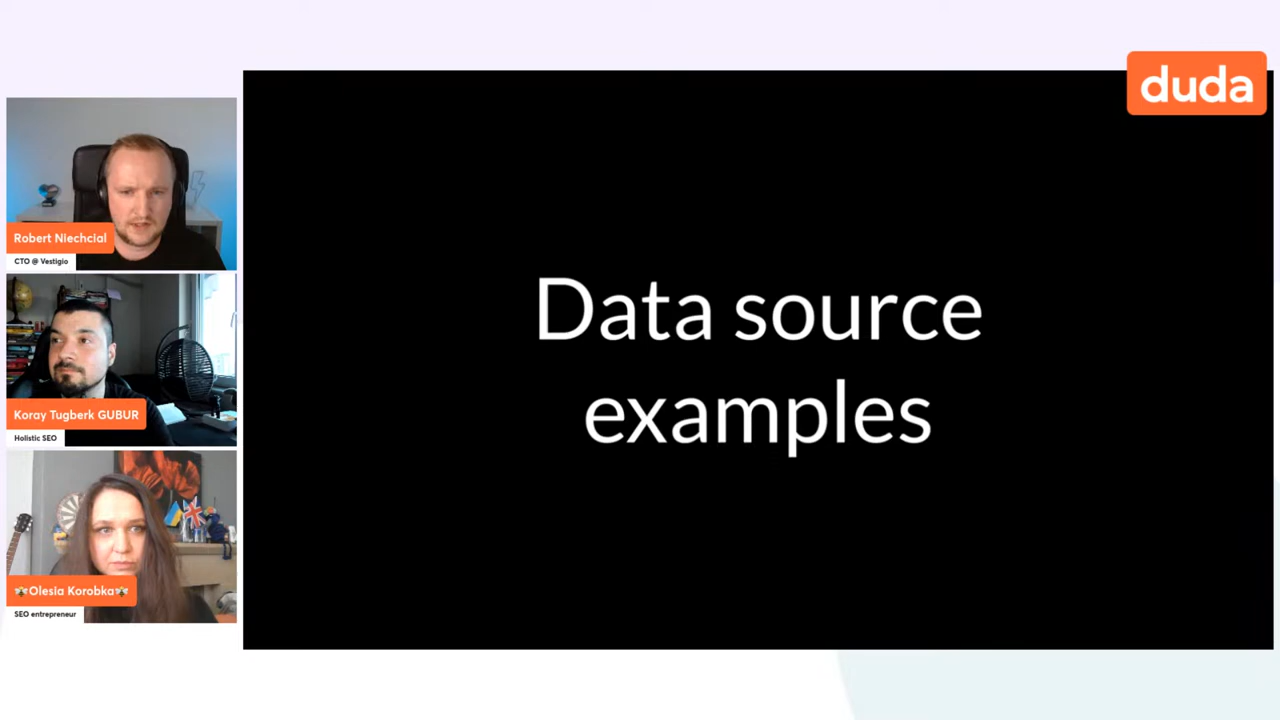 duda
Robert Niechcial
CTO @ Vestigio
Koray Tugberk GUBUR
Holistic SEO
🐝Olesia Korobka🐝
SEO entrepreneur
Data source
examples